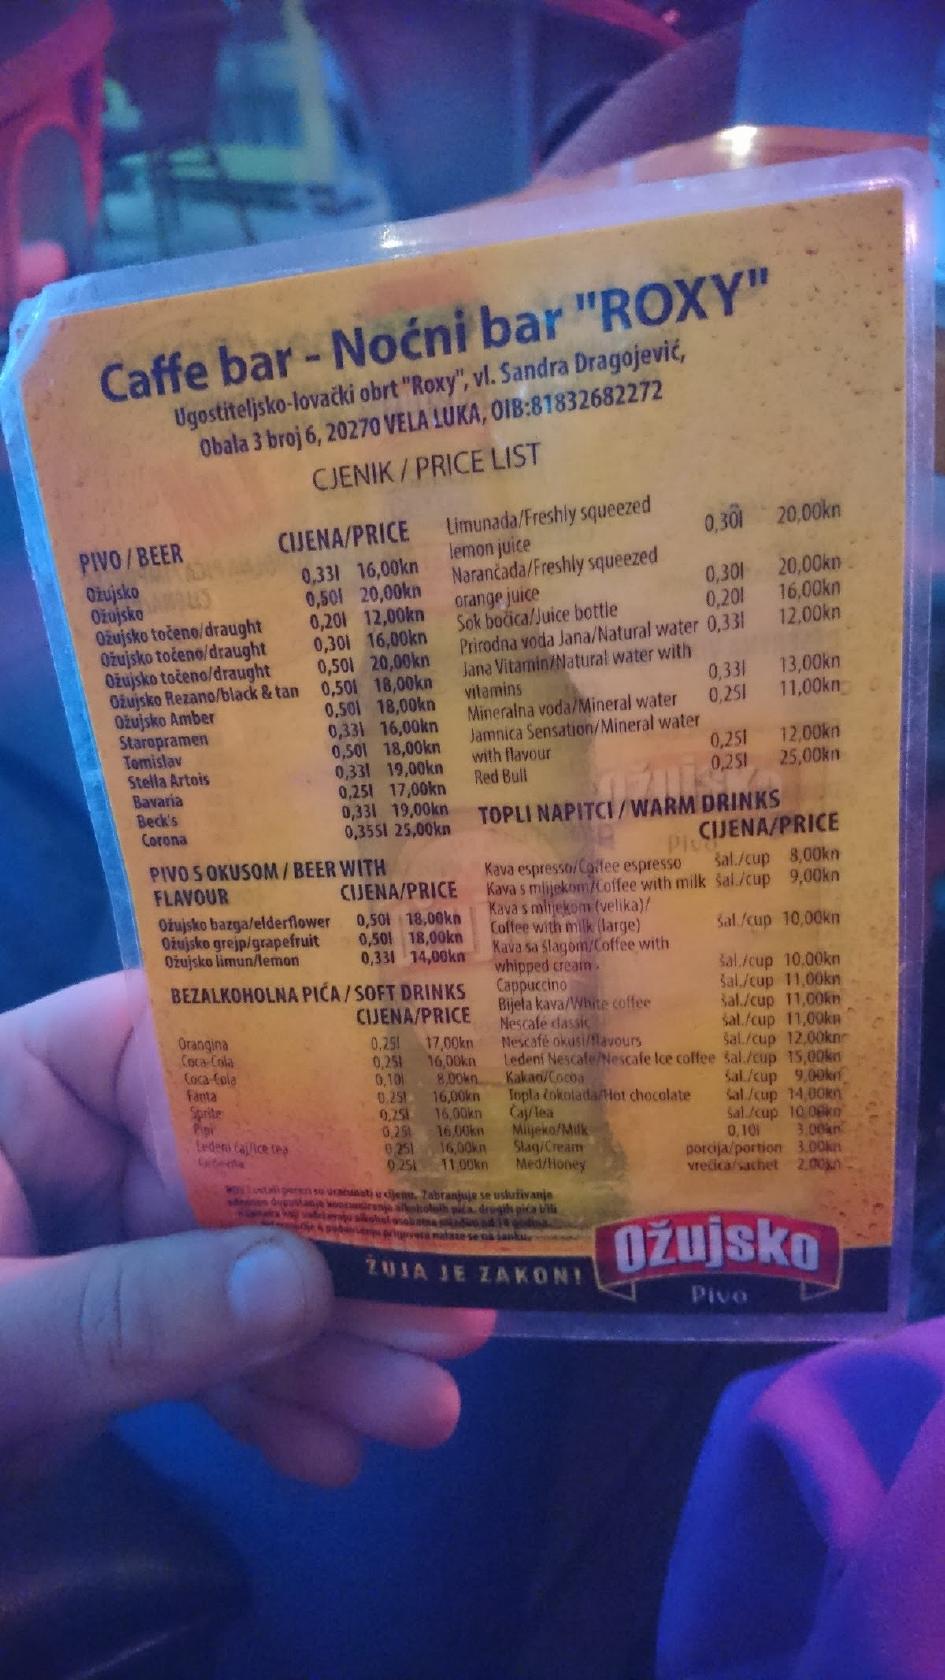 Caffe bar - Noćni bar "ROXY"
Ugostiteljsko-lovački obrt "Roxy", vl. Sandra Dragojević,
Obala 3 broj 6, 20270 VELA LUKA, OIB:81832682272
CJENIK / PRICE LIST
PIVO / BEER CIJENA/PRICE
Ožujsko 0,33l 16,00kn
Ožujsko 0,50l 20,00kn
Ožujsko točeno/draught 0,20l 12,00kn
Ožujsko točeno/draught 0,30l 16,00kn
Ožujsko točeno/draught 0,50l 20,00kn
Ožujsko Rezano/black & tan 0,50l 18,00kn
Ožujsko Amber 0,50l 18,00kn
Staropramen 0,33l 16,00kn
Tomislav 0,50l 18,00kn
Stella Artois 0,33l 19,00kn
Bavaria 0,25l 17,00kn
Beck's 0,33l 19,00kn
Corona 0,355l 25,00kn
PIVO S OKUSOM / BEER WITH
FLAVOUR CIJENA/PRICE
Ožujsko bazga/elderflower 0,50l 18,00kn
Ožujsko grejp/grapefruit 0,50l 18,00kn
Ožujsko limun/lemon 0,33l 14,00kn
BEZALKOHOLNA PIĆA / SOFT DRINKS
CIJENA/PRICE
Orangina 0,25l 17,00kn
Coca-Cola 0,25l 16,00kn
Coca-Cola 0,10l 8,00kn
Fanta 0,25l 16,00kn
Sprite 0,25l 16,00kn
Pipi 0,25l 16,00kn
Ledeni čaj/Ice tea 0,25l 16,00kn
0,25l 11,00kn
Limunada/Freshly squeezed
lemon juice 0,30l 20,00kn
Narančada/Freshly squeezed
orange juice 0,30l 20,00kn
Sok bočica/Juice bottle 0,20l 16,00kn
Prirodna voda Jana/Natural water 0,33l 12,00kn
Jana Vitamin/Natural water with
vitamins 0,33l 13,00kn
Mineralna voda/Mineral water 0,25l 11,00kn
Jamnica Sensation/Mineral water
with flavour 0,25l 12,00kn
Red Bull 0,25l 25,00kn
TOPLI NAPITCI / WARM DRINKS
CIJENA/PRICE
Kava espresso/Coffee espresso šal./cup 8,00kn
Kava s mlijekom/Coffee with milk šal./cup 9,00kn
Kava s mlijekom (velika)/
Coffee with milk (large) šal./cup 10,00kn
Kava sa šlagom/Coffee with
whipped cream šal./cup 10,00kn
Cappuccino šal./cup 11,00kn
Bijela kava/White coffee šal./cup 11,00kn
Nescafe classic šal./cup 11,00kn
Nescafe okusi/flavours šal./cup 12,00kn
Ledeni Nescafe/Nescafe Ice coffee šal./cup 15,00kn
Kakao/Cocoa šal./cup 9,00kn
Topla čokolada/Hot chocolate šal./cup 14,00kn
Čaj/Tea šal./cup 10,00kn
Mlijeko/Milk 0,10l 3,00kn
Šlag/Cream porcija/portion 3,00kn
Med/Honey vrećica/sachet 2,00kn
su uračunati u cijenu. Zabranjuje se usluživanje
alkoholnih pića, drugih pića
ŽUJA JE ZAKON!
Ožujsko
Pivo